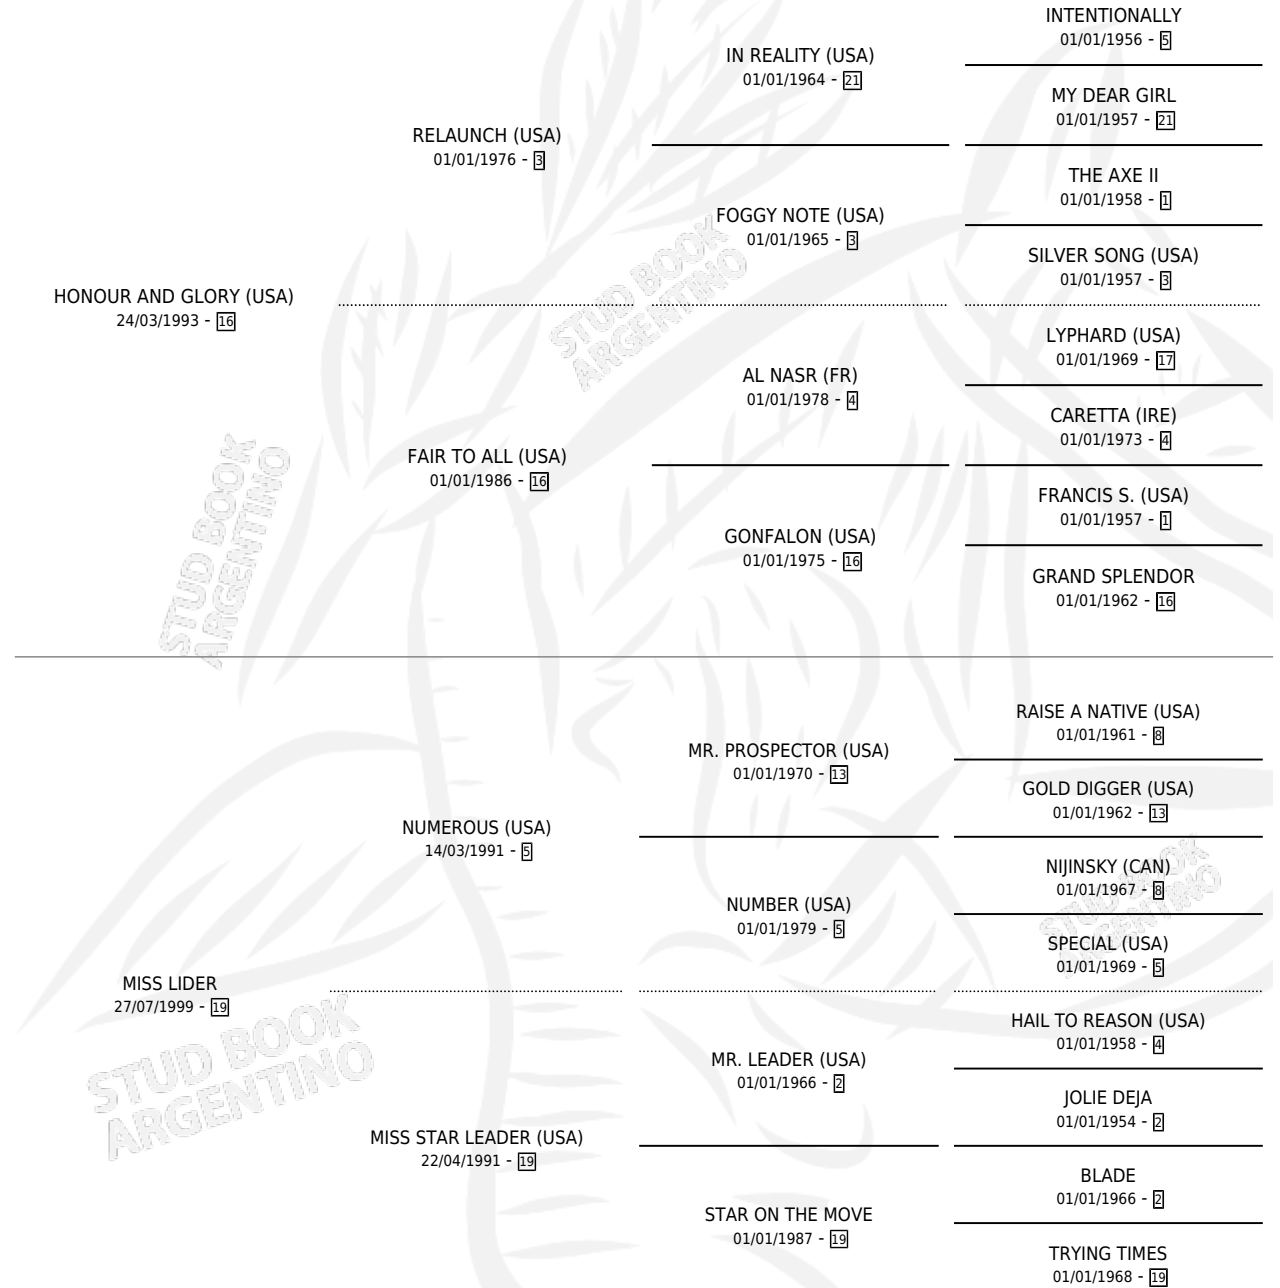 INTENTIONALLY
01/01/1956 - 5
IN REALITY (USA)
01/01/1964 - 21
MY DEAR GIRL
01/01/1957 - 21
RELAUNCH (USA)
01/01/1976 - 3
THE AXE II
01/01/1958 - 1
FOGGY NOTE (USA)
01/01/1965 - 3
SILVER SONG (USA)
01/01/1957 - 3
HONOUR AND GLORY (USA)
24/03/1993 - 16
LYPHARD (USA)
01/01/1969 - 17
AL NASR (FR)
01/01/1978 - 4
CARETTA (IRE)
01/01/1973 - 4
FAIR TO ALL (USA)
01/01/1986 - 16
FRANCIS S. (USA)
01/01/1957 - 1
GONFALON (USA)
01/01/1975 - 16
GRAND SPLENDOR
01/01/1962 - 16
RAISE A NATIVE (USA)
01/01/1961 - 8
MR. PROSPECTOR (USA)
01/01/1970 - 13
GOLD DIGGER (USA)
01/01/1962 - 13
NUMEROUS (USA)
14/03/1991 - 5
NIJINSKY (CAN)
01/01/1967 - 8
NUMBER (USA)
01/01/1979 - 5
SPECIAL (USA)
01/01/1969 - 5
MISS LIDER
27/07/1999 - 19
HAIL TO REASON (USA)
01/01/1958 - 4
MR. LEADER (USA)
01/01/1966 - 2
JOLIE DEJA
01/01/1954 - 2
MISS STAR LEADER (USA)
22/04/1991 - 19
BLADE
01/01/1966 - 2
STAR ON THE MOVE
01/01/1987 - 19
TRYING TIMES
01/01/1968 - 19
STUD BOOK
ARGENTINO
STUD BOOK
ARGENTINO
STUD BOOK
ARGENTINO
STUD BOOK
ARGENTINO